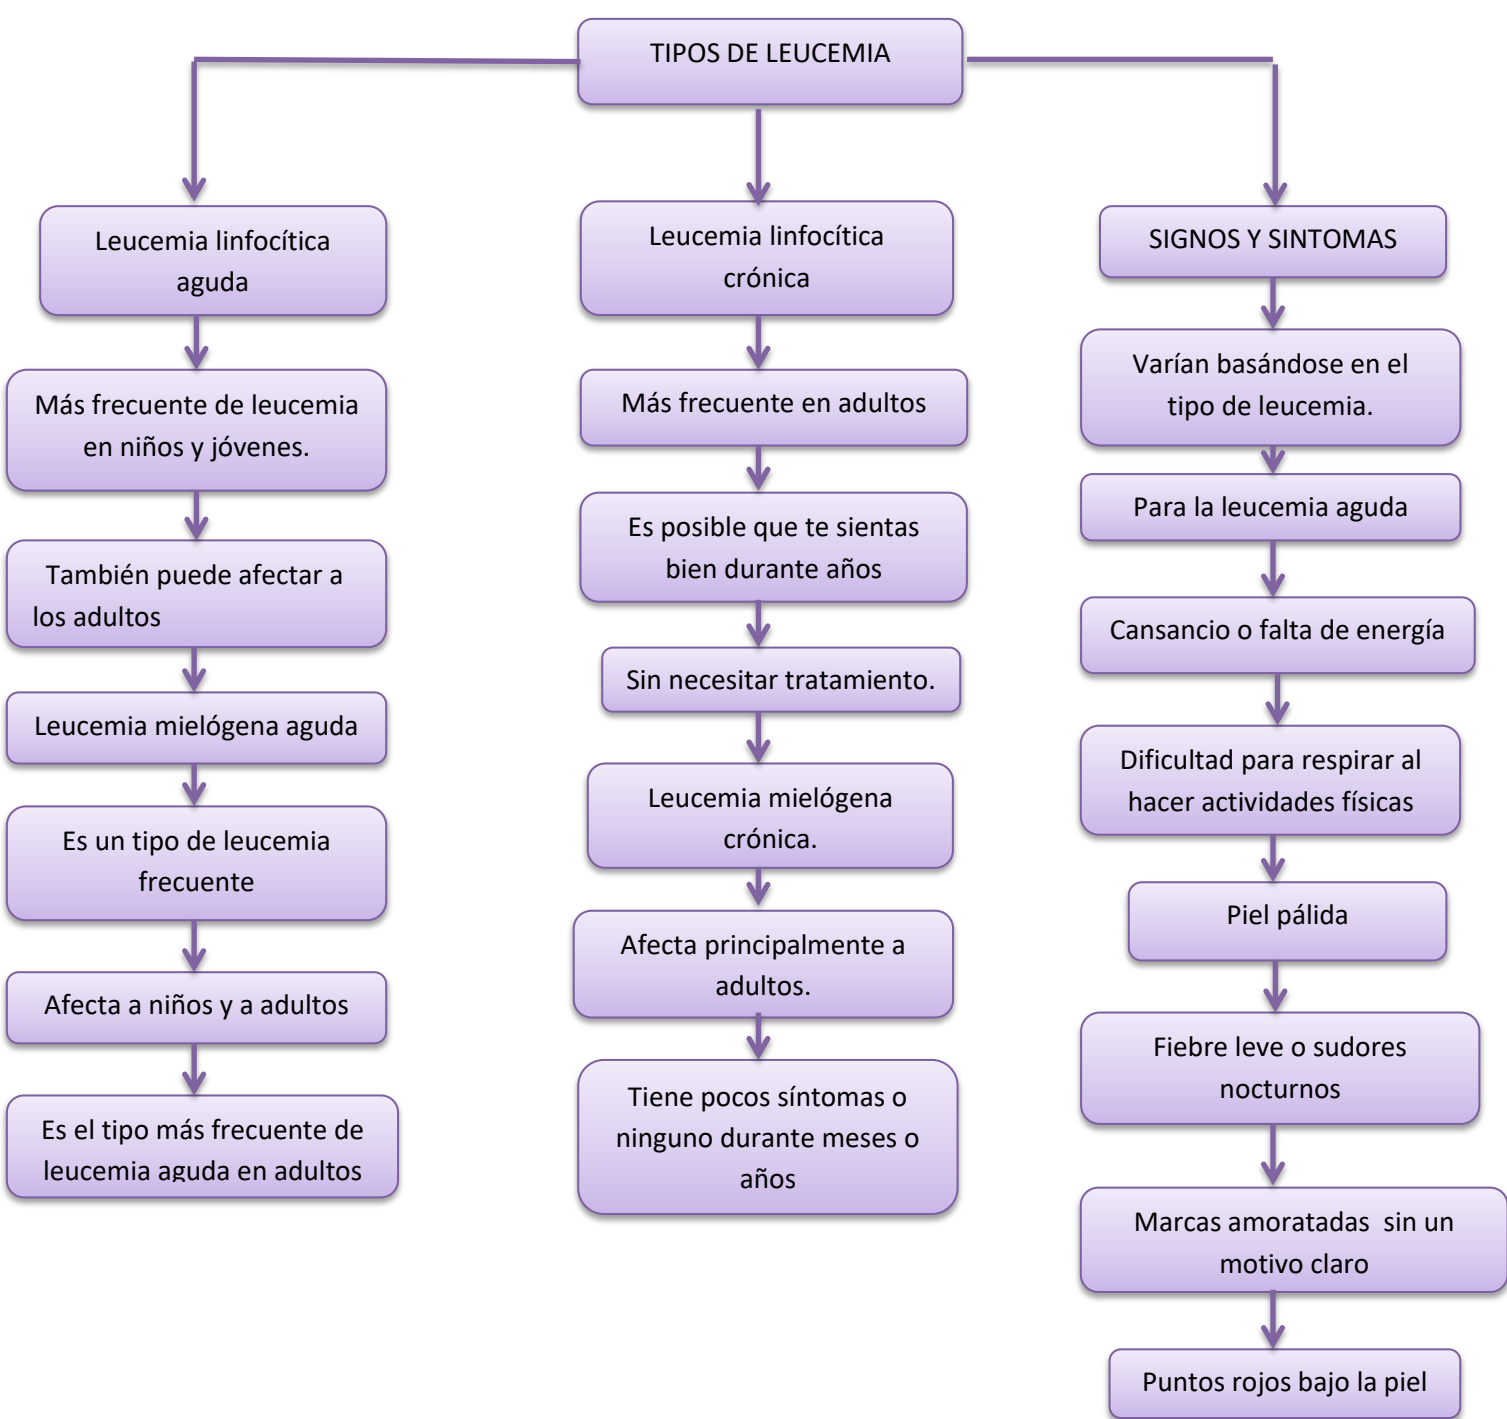 TIPOS DE LEUCEMIA
Leucemia linfocítica
aguda
Más frecuente de leucemia
en niños y jóvenes.
También puede afectar a
los adultos
Leucemia mielógena aguda
Es un tipo de leucemia
frecuente
Afecta a niños y a adultos
Es el tipo más frecuente de
leucemia aguda en adultos
Leucemia linfocítica
crónica
Más frecuente en adultos
Es posible que te sientas
bien durante años
Sin necesitar tratamiento.
Leucemia mielógena
crónica.
Afecta principalmente a
adultos.
Tiene pocos síntomas o
ninguno durante meses o
años
SIGNOS Y SINTOMAS
Varían basándose en el
tipo de leucemia.
Para la leucemia aguda
Cansancio o falta de energía
Dificultad para respirar al
hacer actividades físicas
Piel pálida
Fiebre leve o sudores
nocturnos
Marcas amoratadas  sin un
motivo claro
Puntos rojos bajo la piel